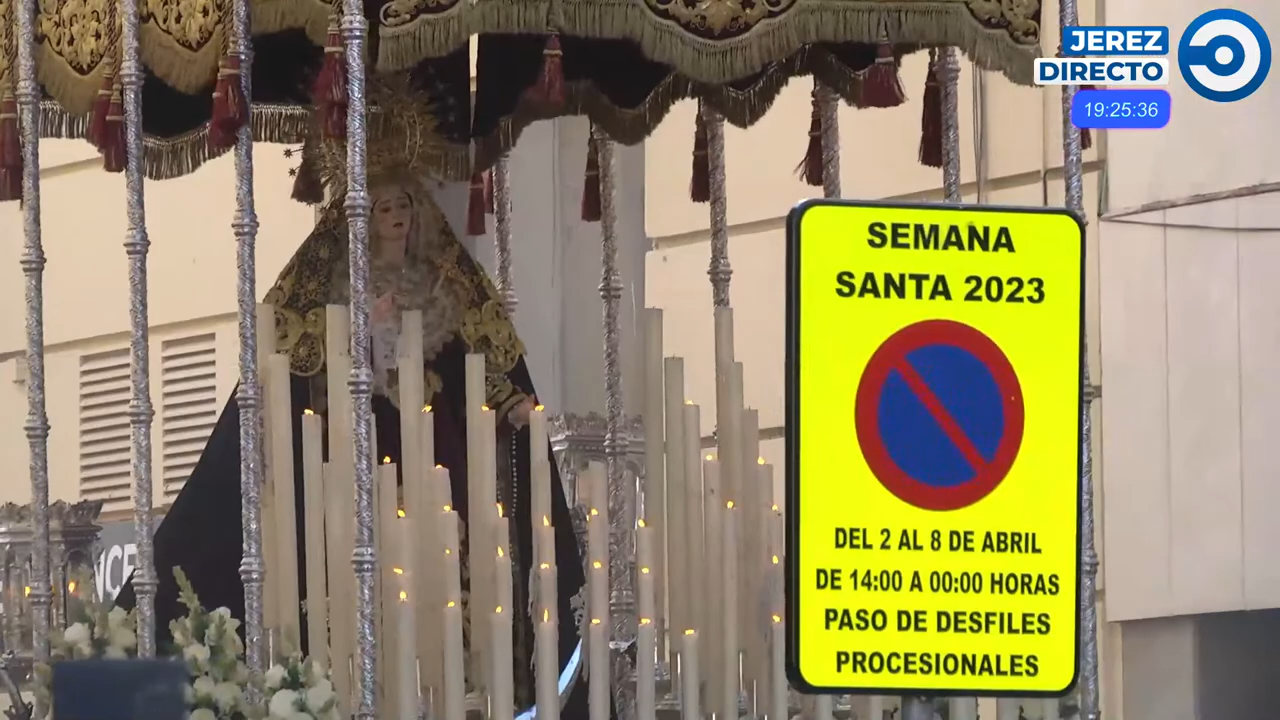 JEREZ
DIRECTO
19:25:36
SEMANA
SANTA 2023
DEL 2 AL 8 DE ABRIL
DE 14:00 A 00:00 HORAS
PASO DE DESFILES
PROCESIONALES